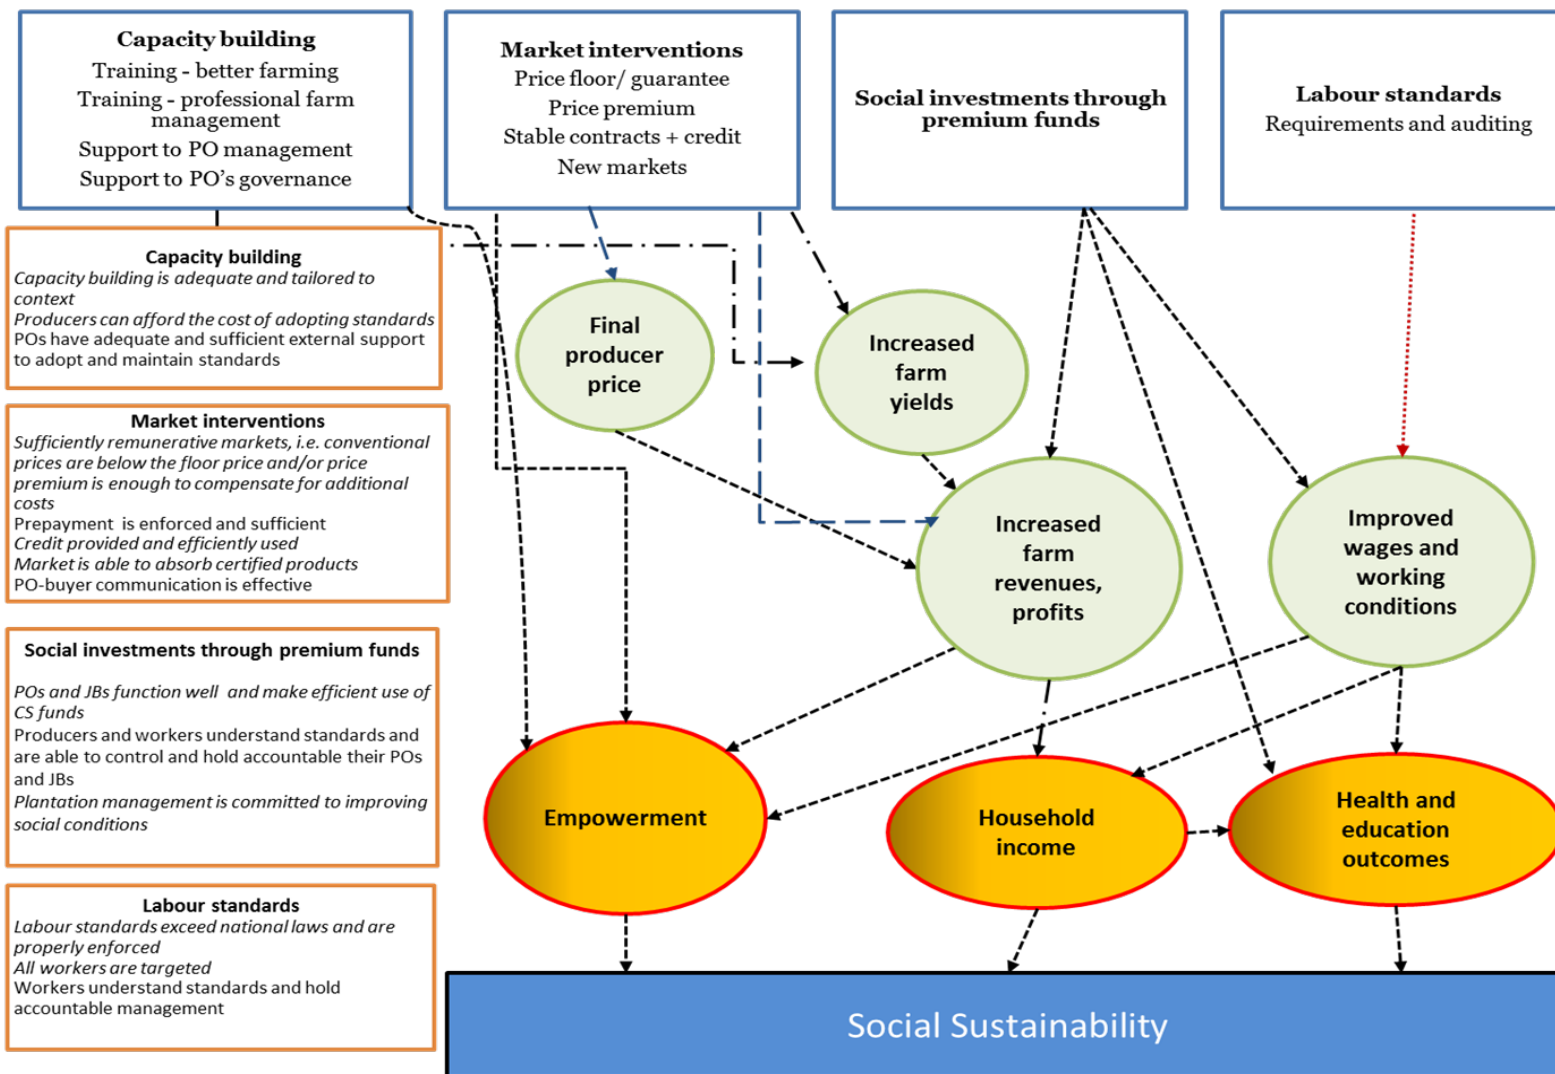 Capacity building
Training - better farming
Training - professional farm
management
Support to PO management
Support to PO's governance
Market interventions
Price floor/ guarantee
Price premium
Stable contracts + credit
New markets
Social investments through
premium funds
Labour standards
Requirements and auditing
Capacity building
Capacity building is adequate and tailored to
context
Producers can afford the cost of adopting standards
POs have adequate and sufficient external support
to adopt and maintain standards
Market interventions
Sufficiently remunerative markets, i.e. conventional
prices are below the floor price and/or price
premium is enough to compensate for additional
costs
Prepayment is enforced and sufficient
Credit provided and efficiently used
Market is able to absorb certified products
PO-buyer communication is effective
Social investments through premium funds
POs and JBs function well and make efficient use of
CS funds
Producers and workers understand standards and
are able to control and hold accountable their POs
and JBs
Plantation management is committed to improving
social conditions
Labour standards
Labour standards exceed national laws and are
properly enforced
All workers are targeted
Workers understand standards and hold
accountable management
Final
producer
price
Increased
farm
yields
Increased
farm
revenues,
profits
Improved
wages and
working
conditions
Empowerment
Household
income
Health and
education
outcomes
Social Sustainability